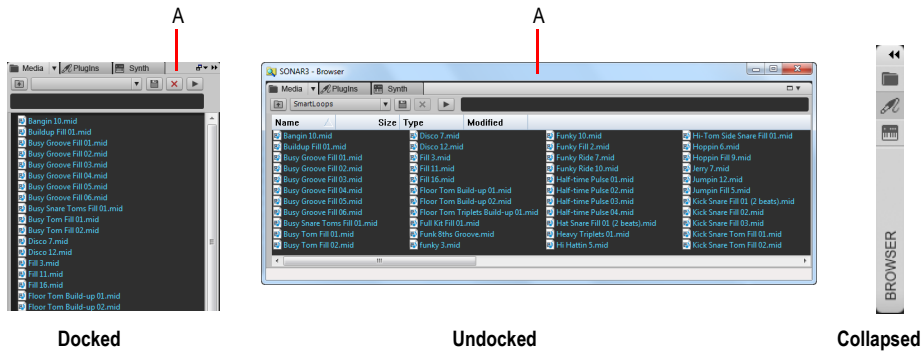 A
A
Media PlugIns Synth
Bangin 10.mid
Buildup Fill 01.mid
Busy Groove Fill 01.mid
Busy Groove Fill 02.mid
Busy Groove Fill 03.mid
Busy Groove Fill 04.mid
Busy Groove Fill 05.mid
Busy Groove Fill 06.mid
Busy Snare Toms Fill 01.mid
Busy Tom Fill 01.mid
Busy Tom Fill 02.mid
Disco 7.mid
Disco 12.mid
Fill 3.mid
Fill 11.mid
Fill 16.mid
Floor Tom Build-up 01.mid
Floor Tom Build-up 02.mid
Docked
SONAR3 - Browser
Media PlugIns Synth
SmartLoops
Name Size Type Modified
Bangin 10.mid
Buildup Fill 01.mid
Busy Groove Fill 01.mid
Busy Groove Fill 02.mid
Busy Groove Fill 03.mid
Busy Groove Fill 04.mid
Busy Groove Fill 05.mid
Busy Groove Fill 06.mid
Busy Snare Toms Fill 01.mid
Busy Tom Fill 01.mid
Busy Tom Fill 02.mid
Disco 7.mid
Disco 12.mid
Fill 3.mid
Fill 11.mid
Fill 16.mid
Floor Tom Build-up 01.mid
Floor Tom Build-up 02.mid
Floor Tom Triplets Build-up 01.mid
Full Kit Fill 01.mid
Funk 8ths Groove.mid
funky 3.mid
Funky 10.mid
Funky Fill 2.mid
Funky Ride 7.mid
Funky Ride 10.mid
Half-time Pulse 01.mid
Half-time Pulse 02.mid
Half-time Pulse 03.mid
Half-time Pulse 04.mid
Hat Snare Fill 01 (2 beats).mid
Heavy Triplets 01.mid
Hi Hattin 5.mid
Hi-Tom Side Snare Fill 01.mid
Hoppin 6.mid
Hoppin Fill 9.mid
Jerry 7.mid
Jumpin 12.mid
Jumpin Fill 5.mid
Kick Snare Fill 01 (2 beats).mid
Kick Snare Fill 02.mid
Kick Snare Fill 03.mid
Kick Snare Tom Fill 01.mid
Kick Snare Tom Fill 02.mid
Undocked
BROWSER
Collapsed